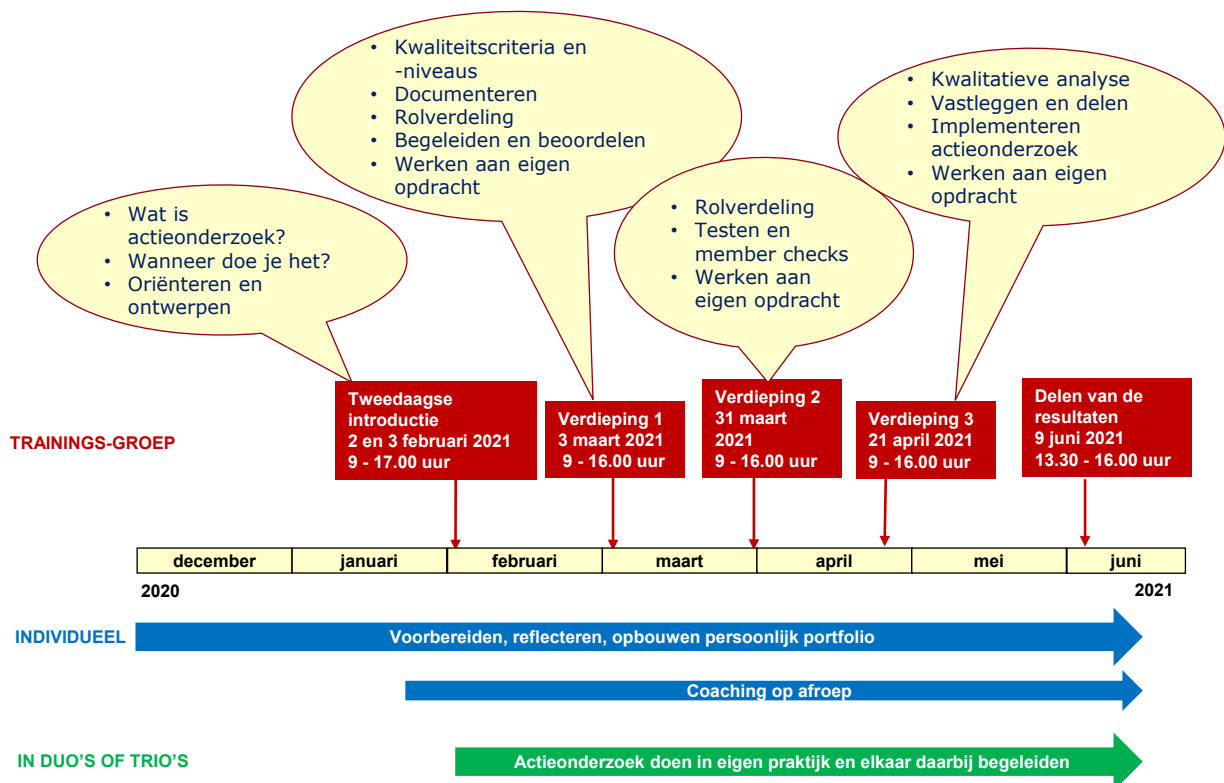 • Kwaliteitscriteria en
-niveaus
• Documenteren
• Rolverdeling
• Begeleiden en beoordelen
• Werken aan eigen
opdracht
• Kwalitatieve analyse
• Vastleggen en delen
• Implementeren
actieonderzoek
• Werken aan eigen
opdracht
• Wat is
actieonderzoek?
• Wanneer doe je het?
• Oriënteren en
ontwerpen
• Rolverdeling
• Testen en
member checks
• Werken aan
eigen opdracht
TRAININGS-GROEP
Tweedaagse
introductie
2 en 3 februari 2021
9 - 17.00 uur
Verdieping 1
3 maart 2021
9 - 16.00 uur
Verdieping 2
31 maart
2021
9 - 16.00 uur
Verdieping 3
21 april 2021
9 - 16.00 uur
Delen van de
resultaten
9 juni 2021
13.30 - 16.00 uur
december januari februari maart april mei juni
2020 2021
INDIVIDUEEL Voorbereiden, reflecteren, opbouwen persoonlijk portfolio
Coaching op afroep
IN DUO'S OF TRIO'S Actieonderzoek doen in eigen praktijk en elkaar daarbij begeleiden